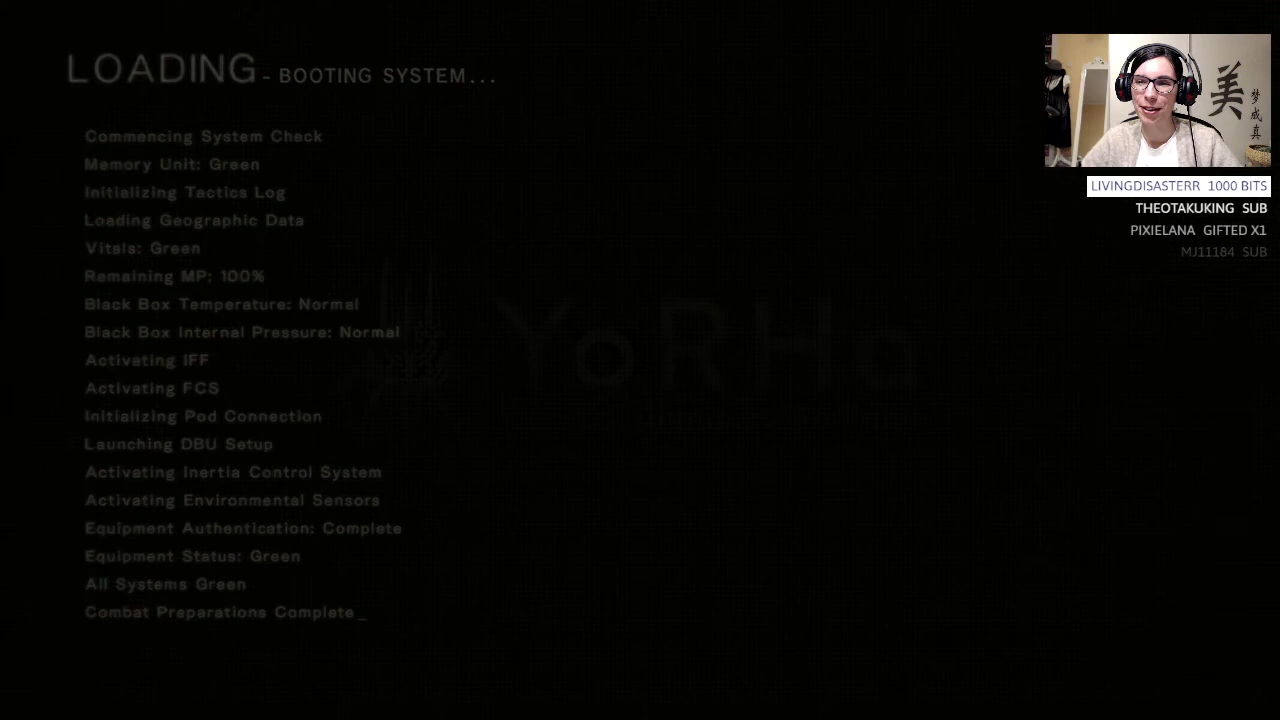 LOADING - BOOTING SYSTEM...
Commencing System Check
Memory Unit: Green
Initializing Tactics Log
Loading Geographic Data
Vitals: Green
Remaining MP: 100%
Black Box Temperature: Normal
Black Box Internal Pressure: Normal
Activating IFF
Activating FCS
Initializing Pod Connection
Launching DBU Setup
Activating Inertia Control System
Activating Environmental Sensors
Equipment Authentication: Complete
Equipment Status: Green
All Systems Green
Combat Preparations Complete_
YoRHa
美
梦成真
LIVINGDISASTERR 1000 BITS
THEOTAKUKING SUB
PIXIELANA GIFTED X1
MJ11184 SUB